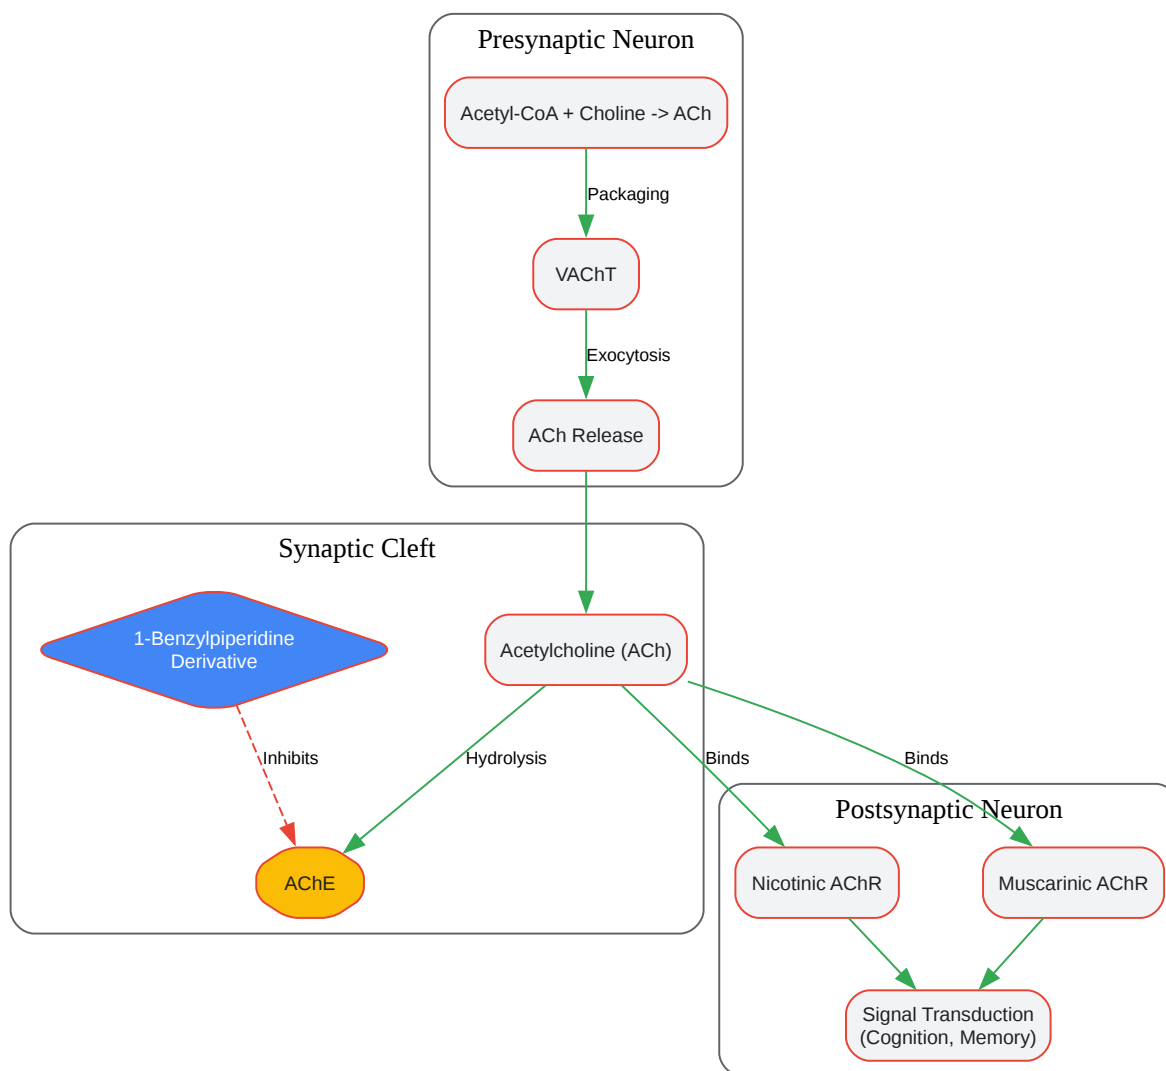 Presynaptic Neuron
Acetyl-CoA + Choline -> ACh
Packaging
VAChT
Exocytosis
ACh Release
Synaptic Cleft
1-Benzylpiperidine
Derivative
Acetylcholine (ACh)
Inhibits
Hydrolysis
Binds
Binds
Postsynaptic Neuron
AChE
Nicotinic AChR
Muscarinic AChR
Signal Transduction
(Cognition, Memory)